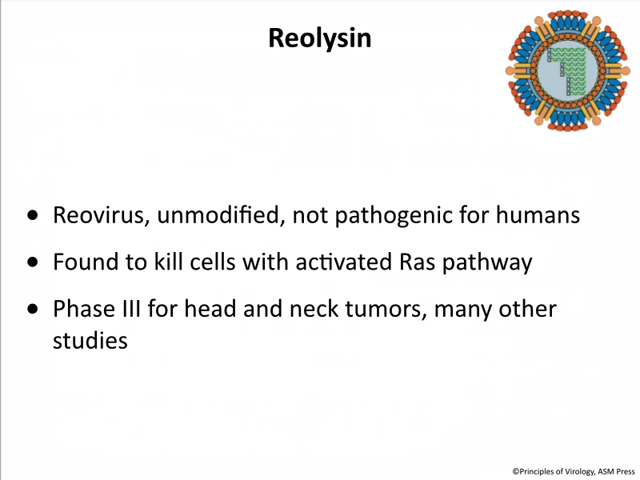 Reolysin
• Reovirus, unmodified, not pathogenic for humans
• Found to kill cells with activated Ras pathway
• Phase III for head and neck tumors, many other
studies
©Principles of Virology, ASM Press